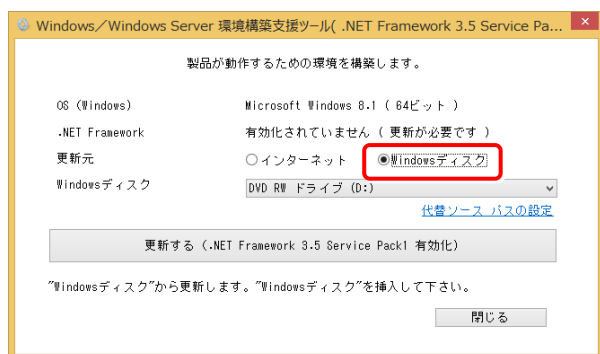 Windows／Windows Server 環境構築支援ツール( .NET Framework 3.5 Service Pa...
製品が動作するための環境を構築します。
OS (Windows) Microsoft Windows 8.1 ( 64ビット )
.NET Framework 有効化されていません ( 更新が必要です )
更新元 インターネット Windowsディスク
Windowsディスク DVD RW ドライブ (D:)
代替ソース パスの設定
更新する (.NET Framework 3.5 Service Pack1 有効化)
"Windowsディスク"から更新します。"Windowsディスク"を挿入して下さい。
閉じる